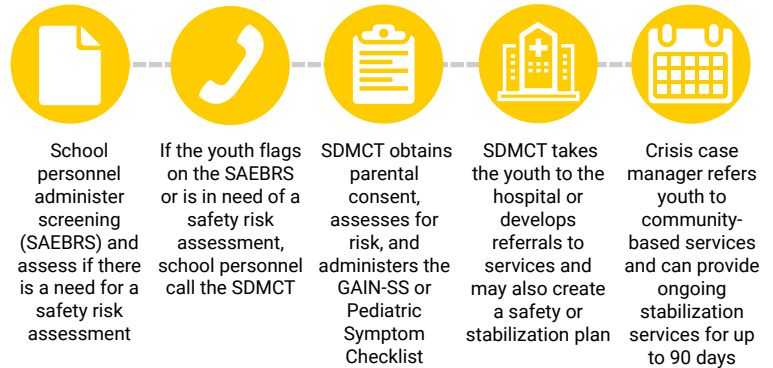 School
personnel
administer
screening
(SAEBRS) and
assess if there
is a need for a
safety risk
assessment
If the youth flags
on the SAEBRS
or is in need of a
safety risk
assessment,
school personnel
call the SDMCT
SDMCT obtains
parental
consent,
assesses for
risk, and
administers the
GAIN-SS or
Pediatric
Symptom
Checklist
SDMCT takes
the youth to the
hospital or
develops
referrals to
services and
may also create
a safety or
stabilization plan
Crisis case
manager refers
youth to
community-
based services
and can provide
ongoing
stabilization
services for up
to 90 days